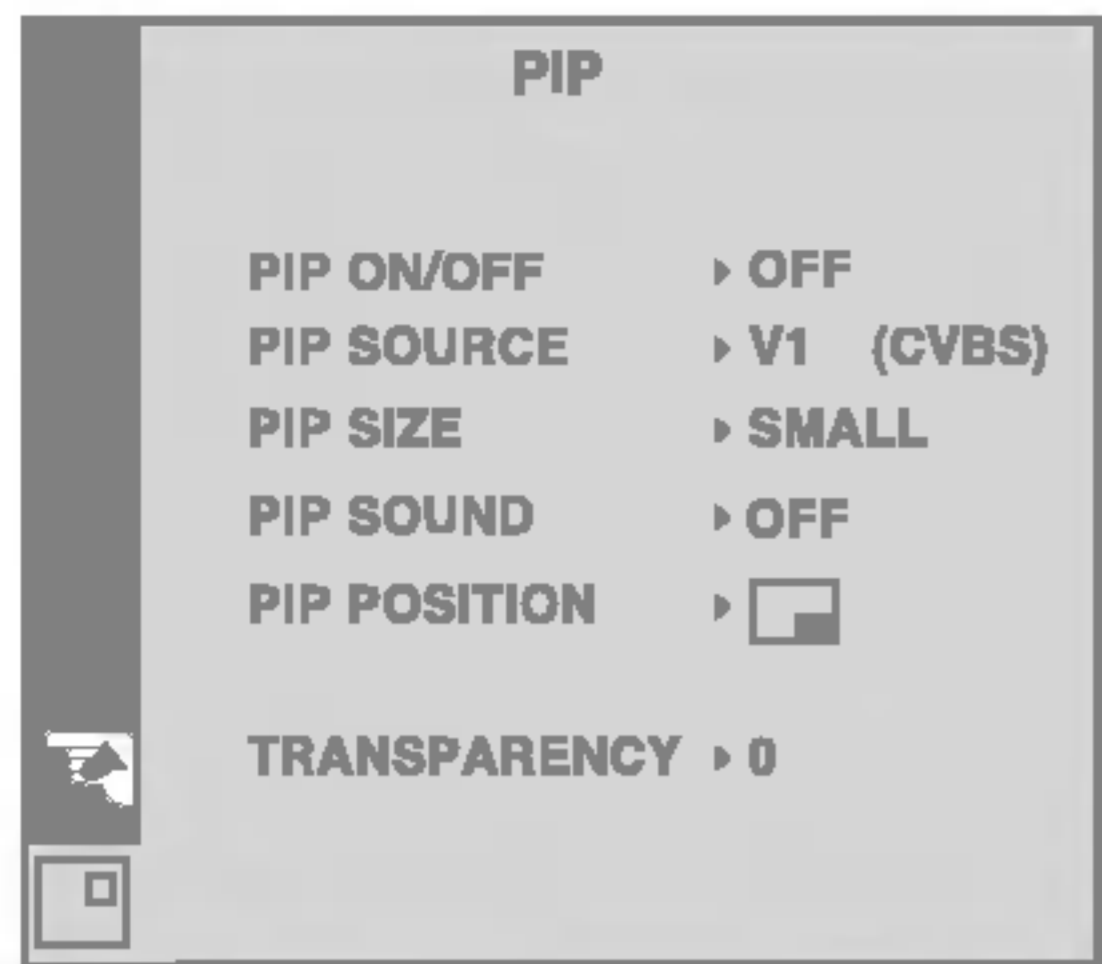 PIP
PIP ON/OFF OFF
PIP SOURCE V1 (CVBS)
PIP SIZE SMALL
PIP SOUND OFF
PIP POSITION
TRANSPARENCY 0